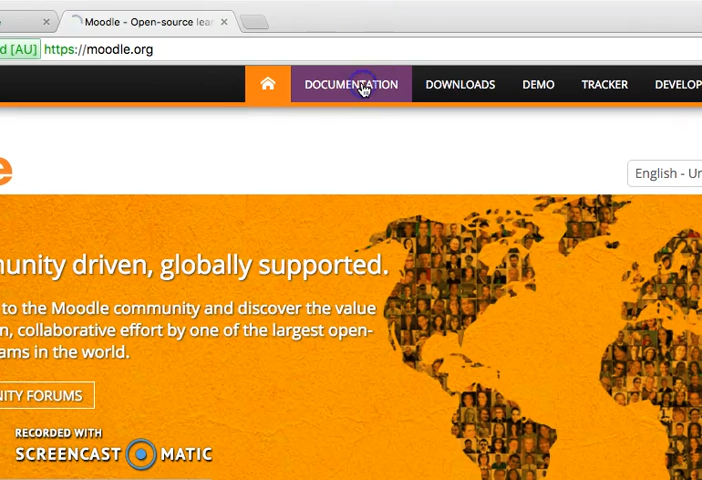 Moodle - Open-source lear
d [AU] https://moodle.org
DOCUMENTATION DOWNLOADS DEMO TRACKER DEVELOP
e
English - Un
munity driven, globally supported.
to the Moodle community and discover the value
n, collaborative effort by one of the largest open-
ams in the world.
NITY FORUMS
RECORDED WITH
SCREENCAST MATIC